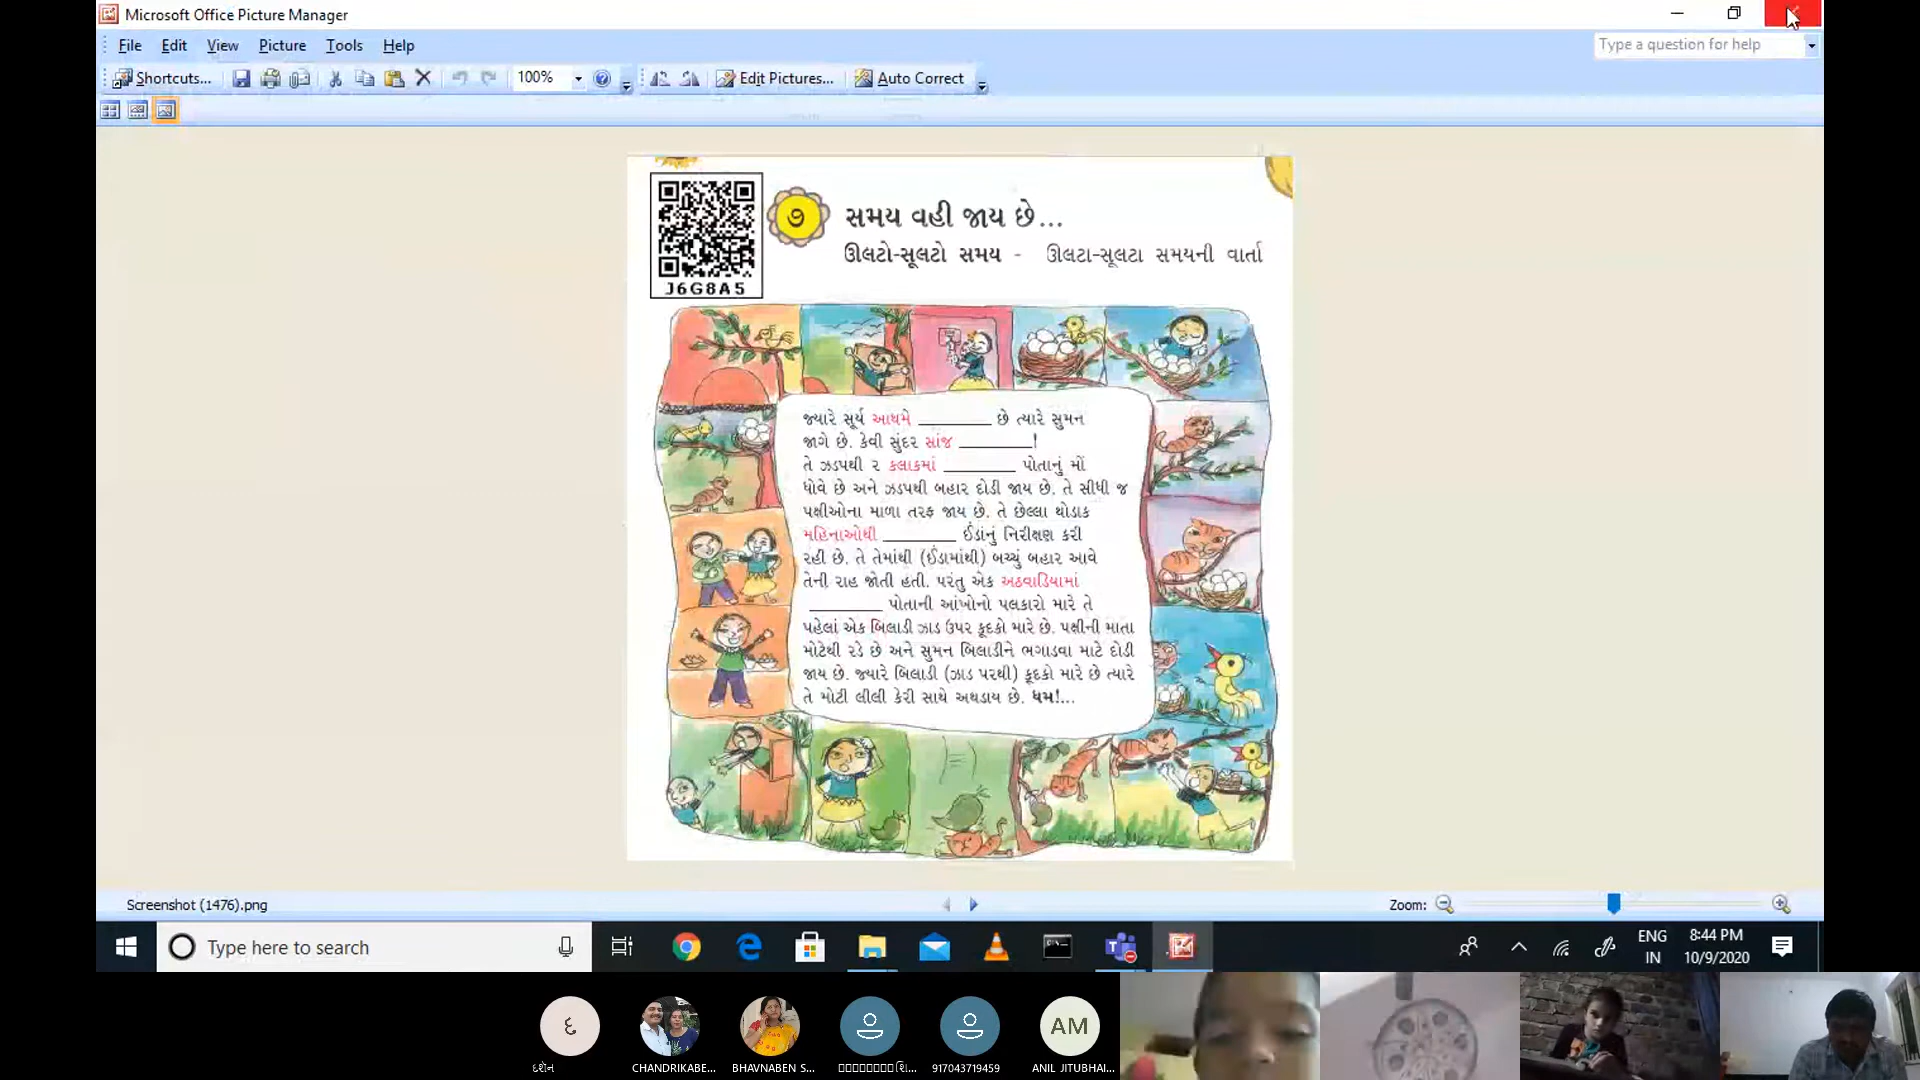 Microsoft Office Picture Manager
File Edit View Picture Tools Help
Type a question for help
Shortcuts... 100% Edit Pictures... Auto Correct
J6G8A5
૭
સમય વહી જાય છે...
ઊલટો-સૂલટો સમય - ઊલટા-સૂલટા સમયની વાર્તા
જ્યારે સૂર્ય આથમે ________ છે ત્યારે સુમન
જાગે છે. કેવી સુંદર સાંજ ________!
તે ઝડપથી ૨ કલાકમાં ________ પોતાનું મોં
ધોવે છે અને ઝડપથી બહાર દોડી જાય છે. તે સીધી જ
પક્ષીઓના માળા તરફ જાય છે. તે છેલ્લા થોડાક
મહિનાઓથી ________ ઈંડાંનું નિરીક્ષણ કરી
રહી છે. તે તેમાંથી (ઈંડામાંથી) બચ્ચું બહાર આવે
તેની રાહ જોતી હતી. પરંતુ એક અઠવાડિયામાં
________ પોતાની આંખોનો પલકારો મારે તે
પહેલાં એક બિલાડી ઝાડ ઉપર કૂદકો મારે છે. પક્ષીની માતા
મોટેથી રડે છે અને સુમન બિલાડીને ભગાડવા માટે દોડી
જાય છે. જ્યારે બિલાડી (ઝાડ પરથી) કૂદકો મારે છે ત્યારે
તે મોટી લીલી કેરી સાથે અથડાય છે. ધમ!...
Screenshot (1476).png
Zoom:
Type here to search
ENG 8:44 PM
IN 10/9/2020
દ
AM
દર્શન CHANDRIKABE... BHAVNABEN S... 917043719459 ANIL JITUBHAI...